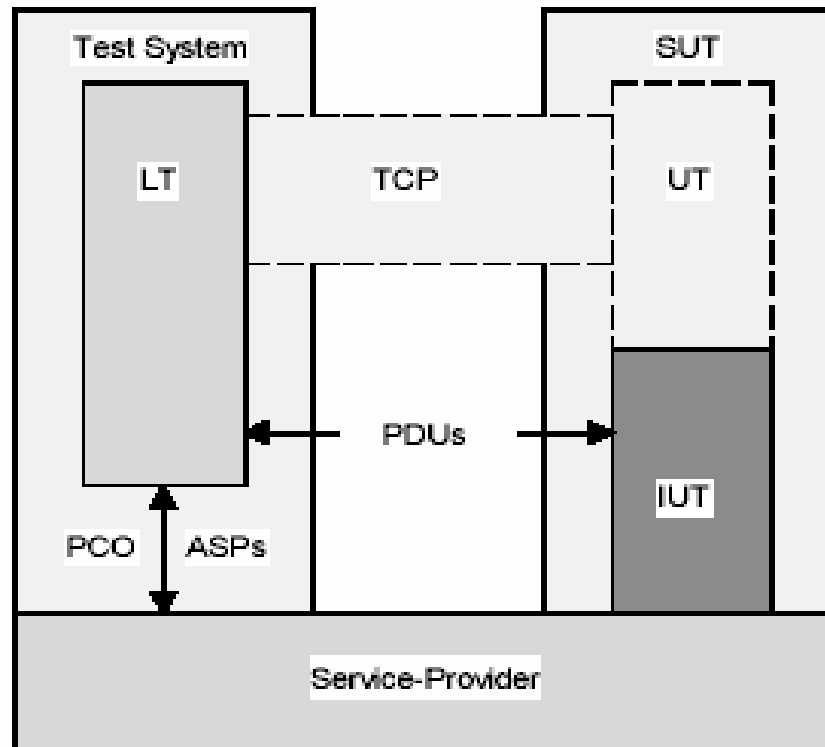 Test System
SUT
LT
TCP
UT
PDUs
IUT
PCO
ASPs
Service-Provider